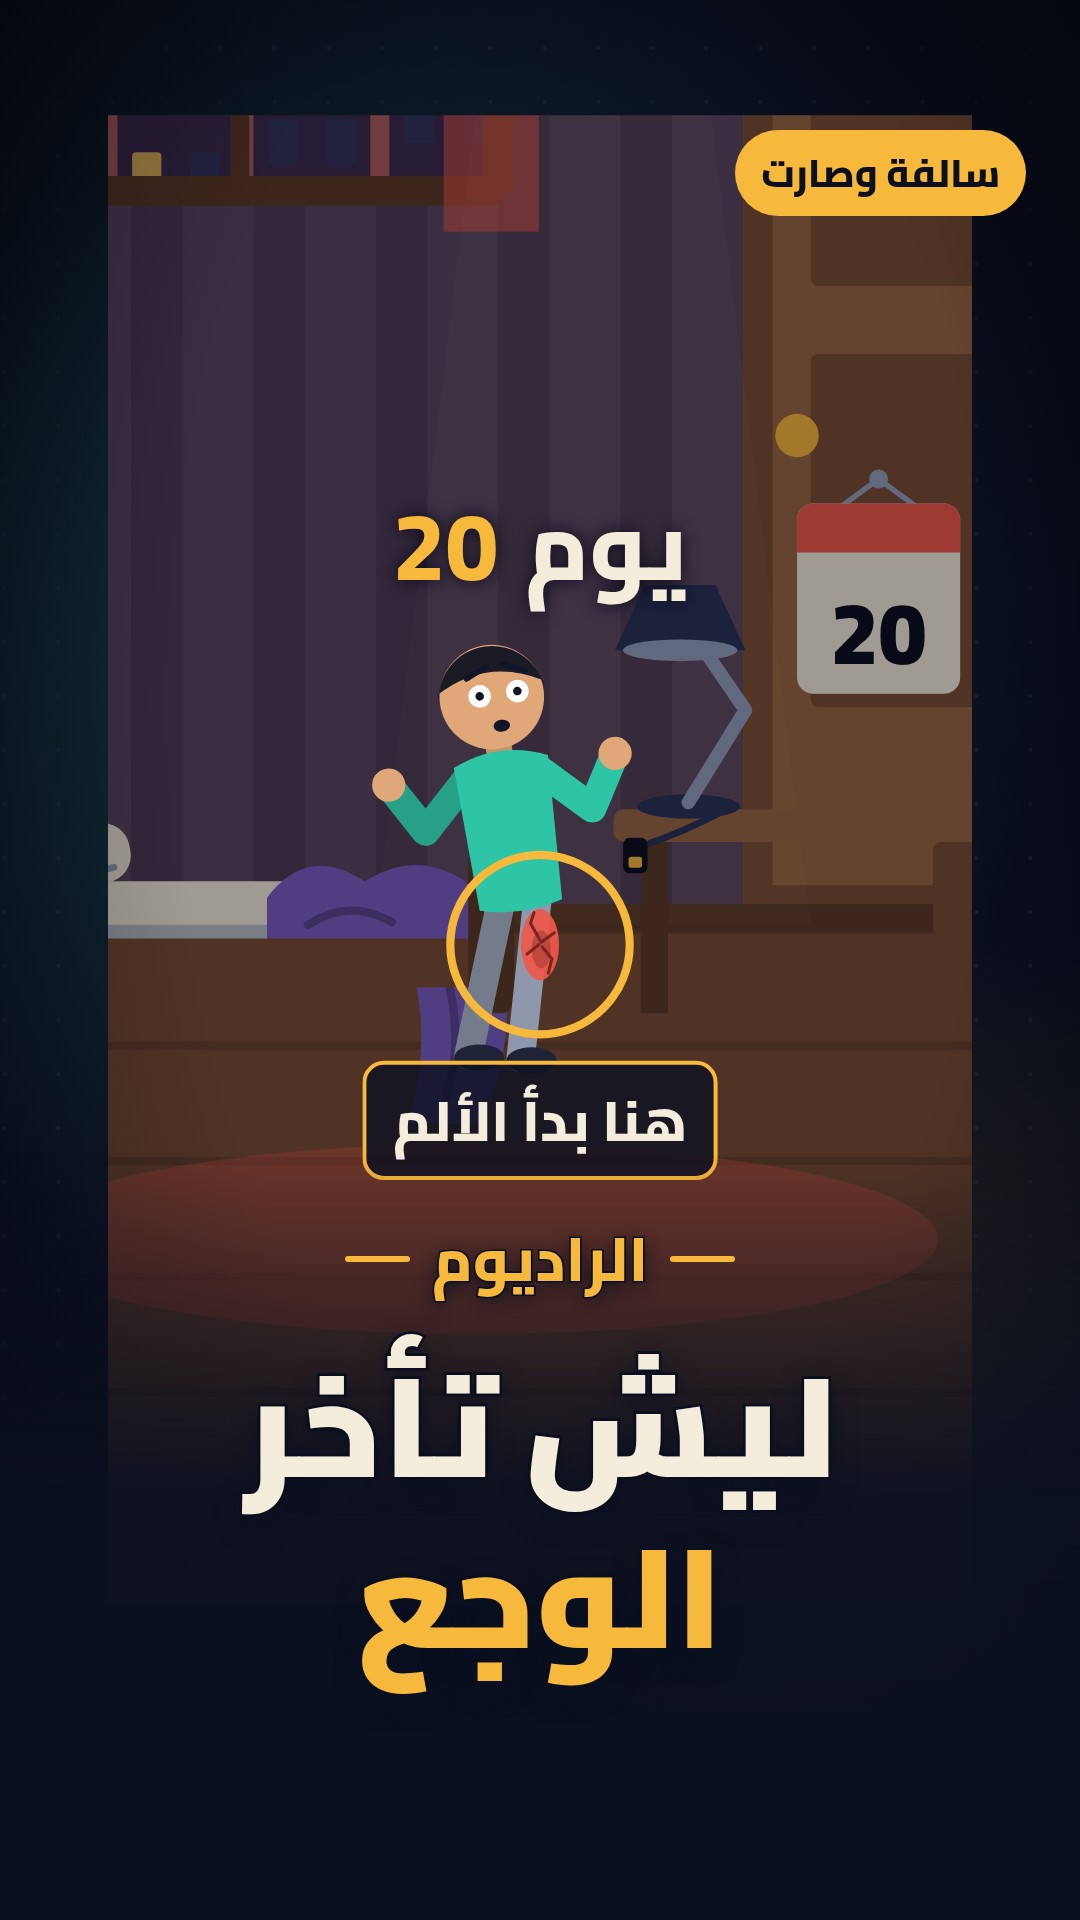 سالفة وصارت
يوم 20
20
هنا بدأ الألم
الراديوم
ليش تأخر
الوجع